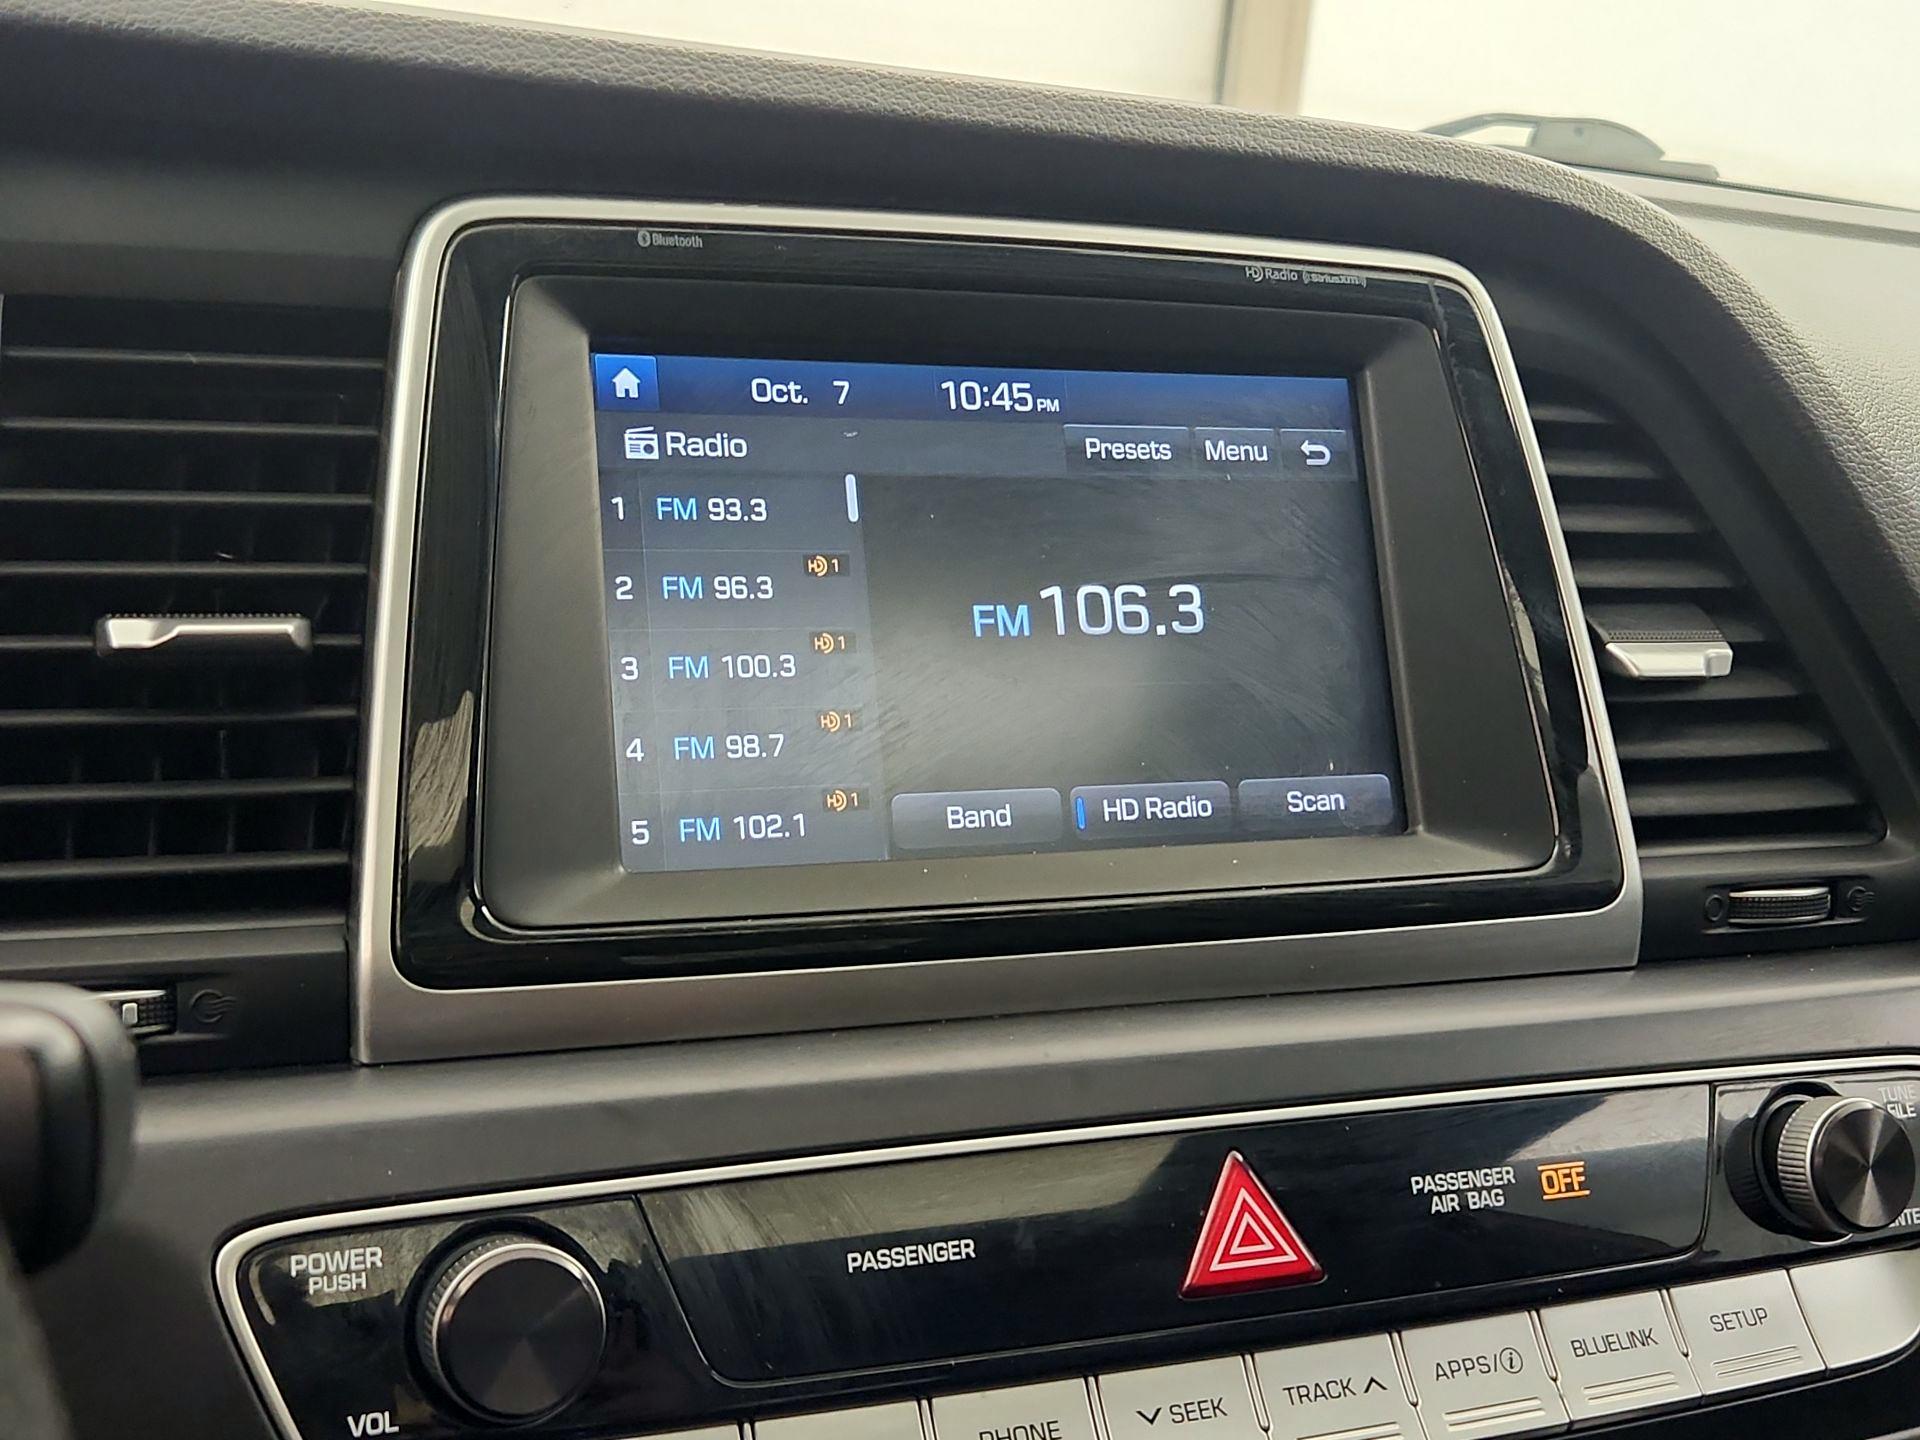 Bluetooth
HD Radio (((SiriusXM)))
Oct. 7 10:45 PM
Radio
Presets Menu
1 FM 93.3
2 FM 96.3 HD 1
3 FM 100.3 HD 1
4 FM 98.7 HD 1
5 FM 102.1 HD 1
FM 106.3
Band HD Radio Scan
TUNE
FILE
PASSENGER
AIR BAG OFF
POWER
PUSH
PASSENGER
VOL
PHONE
SEEK
TRACK
APPS/i
BLUELINK
SETUP